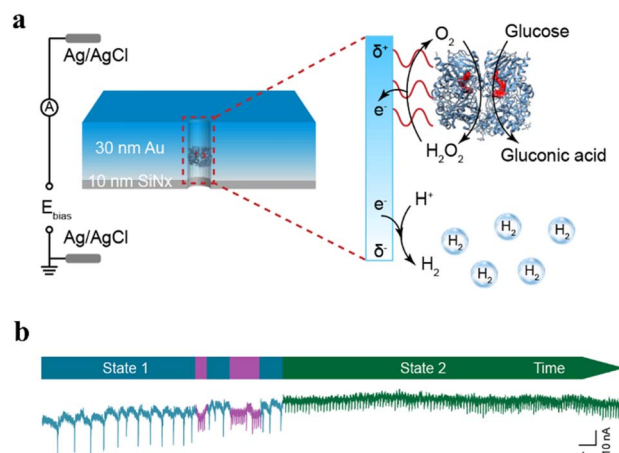 a
Ag/AgCl
A
30 nm Au
10 nm SiNx
E bias
Ag/AgCl
δ⁺
e⁻
e⁻
δ⁻
O₂
Glucose
H₂O₂
Gluconic acid
H⁺
H₂
H₂
H₂
H₂
H₂
H₂
b
State 1
State 2
Time
10 nA